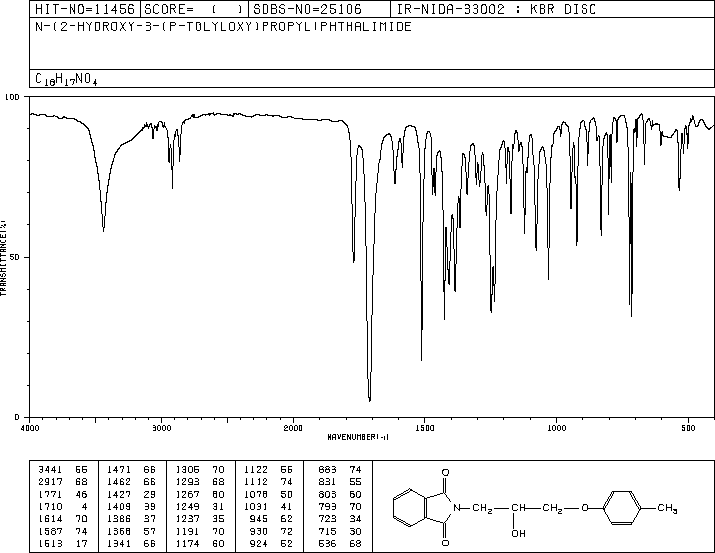 HIT-NO=11456 SCORE= ( ) SDBS-NO=25106 IR-NIDA-33002 : KBR DISC
N-(2-HYDROXY-3-(P-TOLYLOXY)PROPYL)PHTHALIMIDE
C18H17NO4
100
50
0
TRANSMITTANCE(%)
4000 3000 2000 1500 1000 500
WAVENUMBER(-1)
3441 55 1471 66 1306 70 1122 55 883 74
2917 68 1462 66 1293 68 1112 74 831 55
1771 46 1427 29 1267 60 1078 50 803 60
1710 4 1409 39 1249 31 1031 41 799 70
1614 70 1386 37 1237 35 945 62 723 34
1587 74 1368 57 1191 70 930 72 715 30
1513 17 1341 66 1174 60 924 52 536 68
O
N CH2 CH CH2 O CH3
OH
O